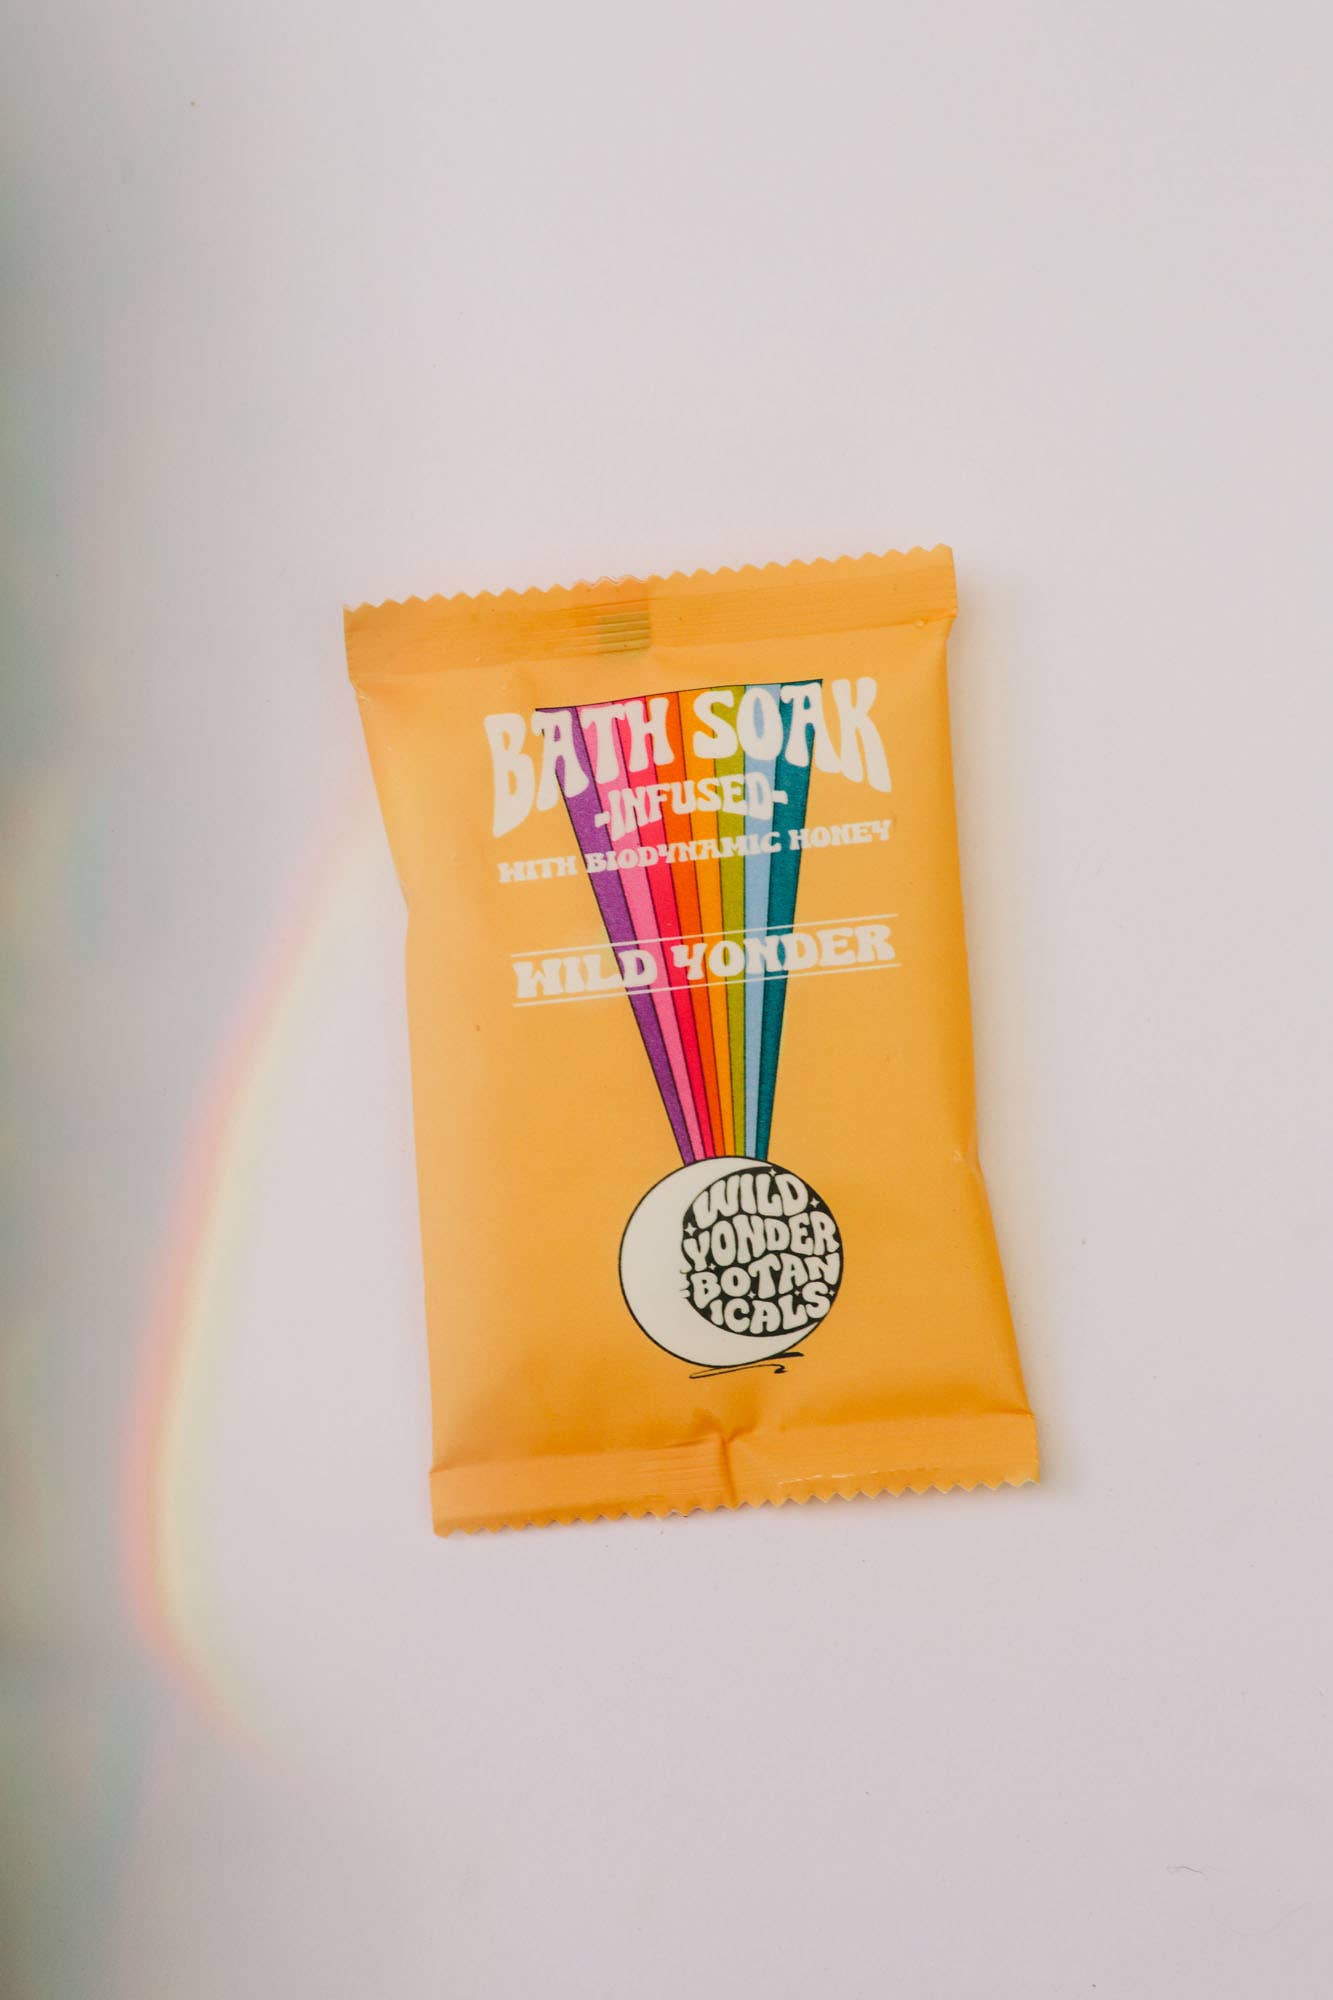 BATH SOAK
-INFUSED-
WITH BIODYNAMIC HONEY
WILD YONDER
WILD
YONDER
BOTAN
ICALS